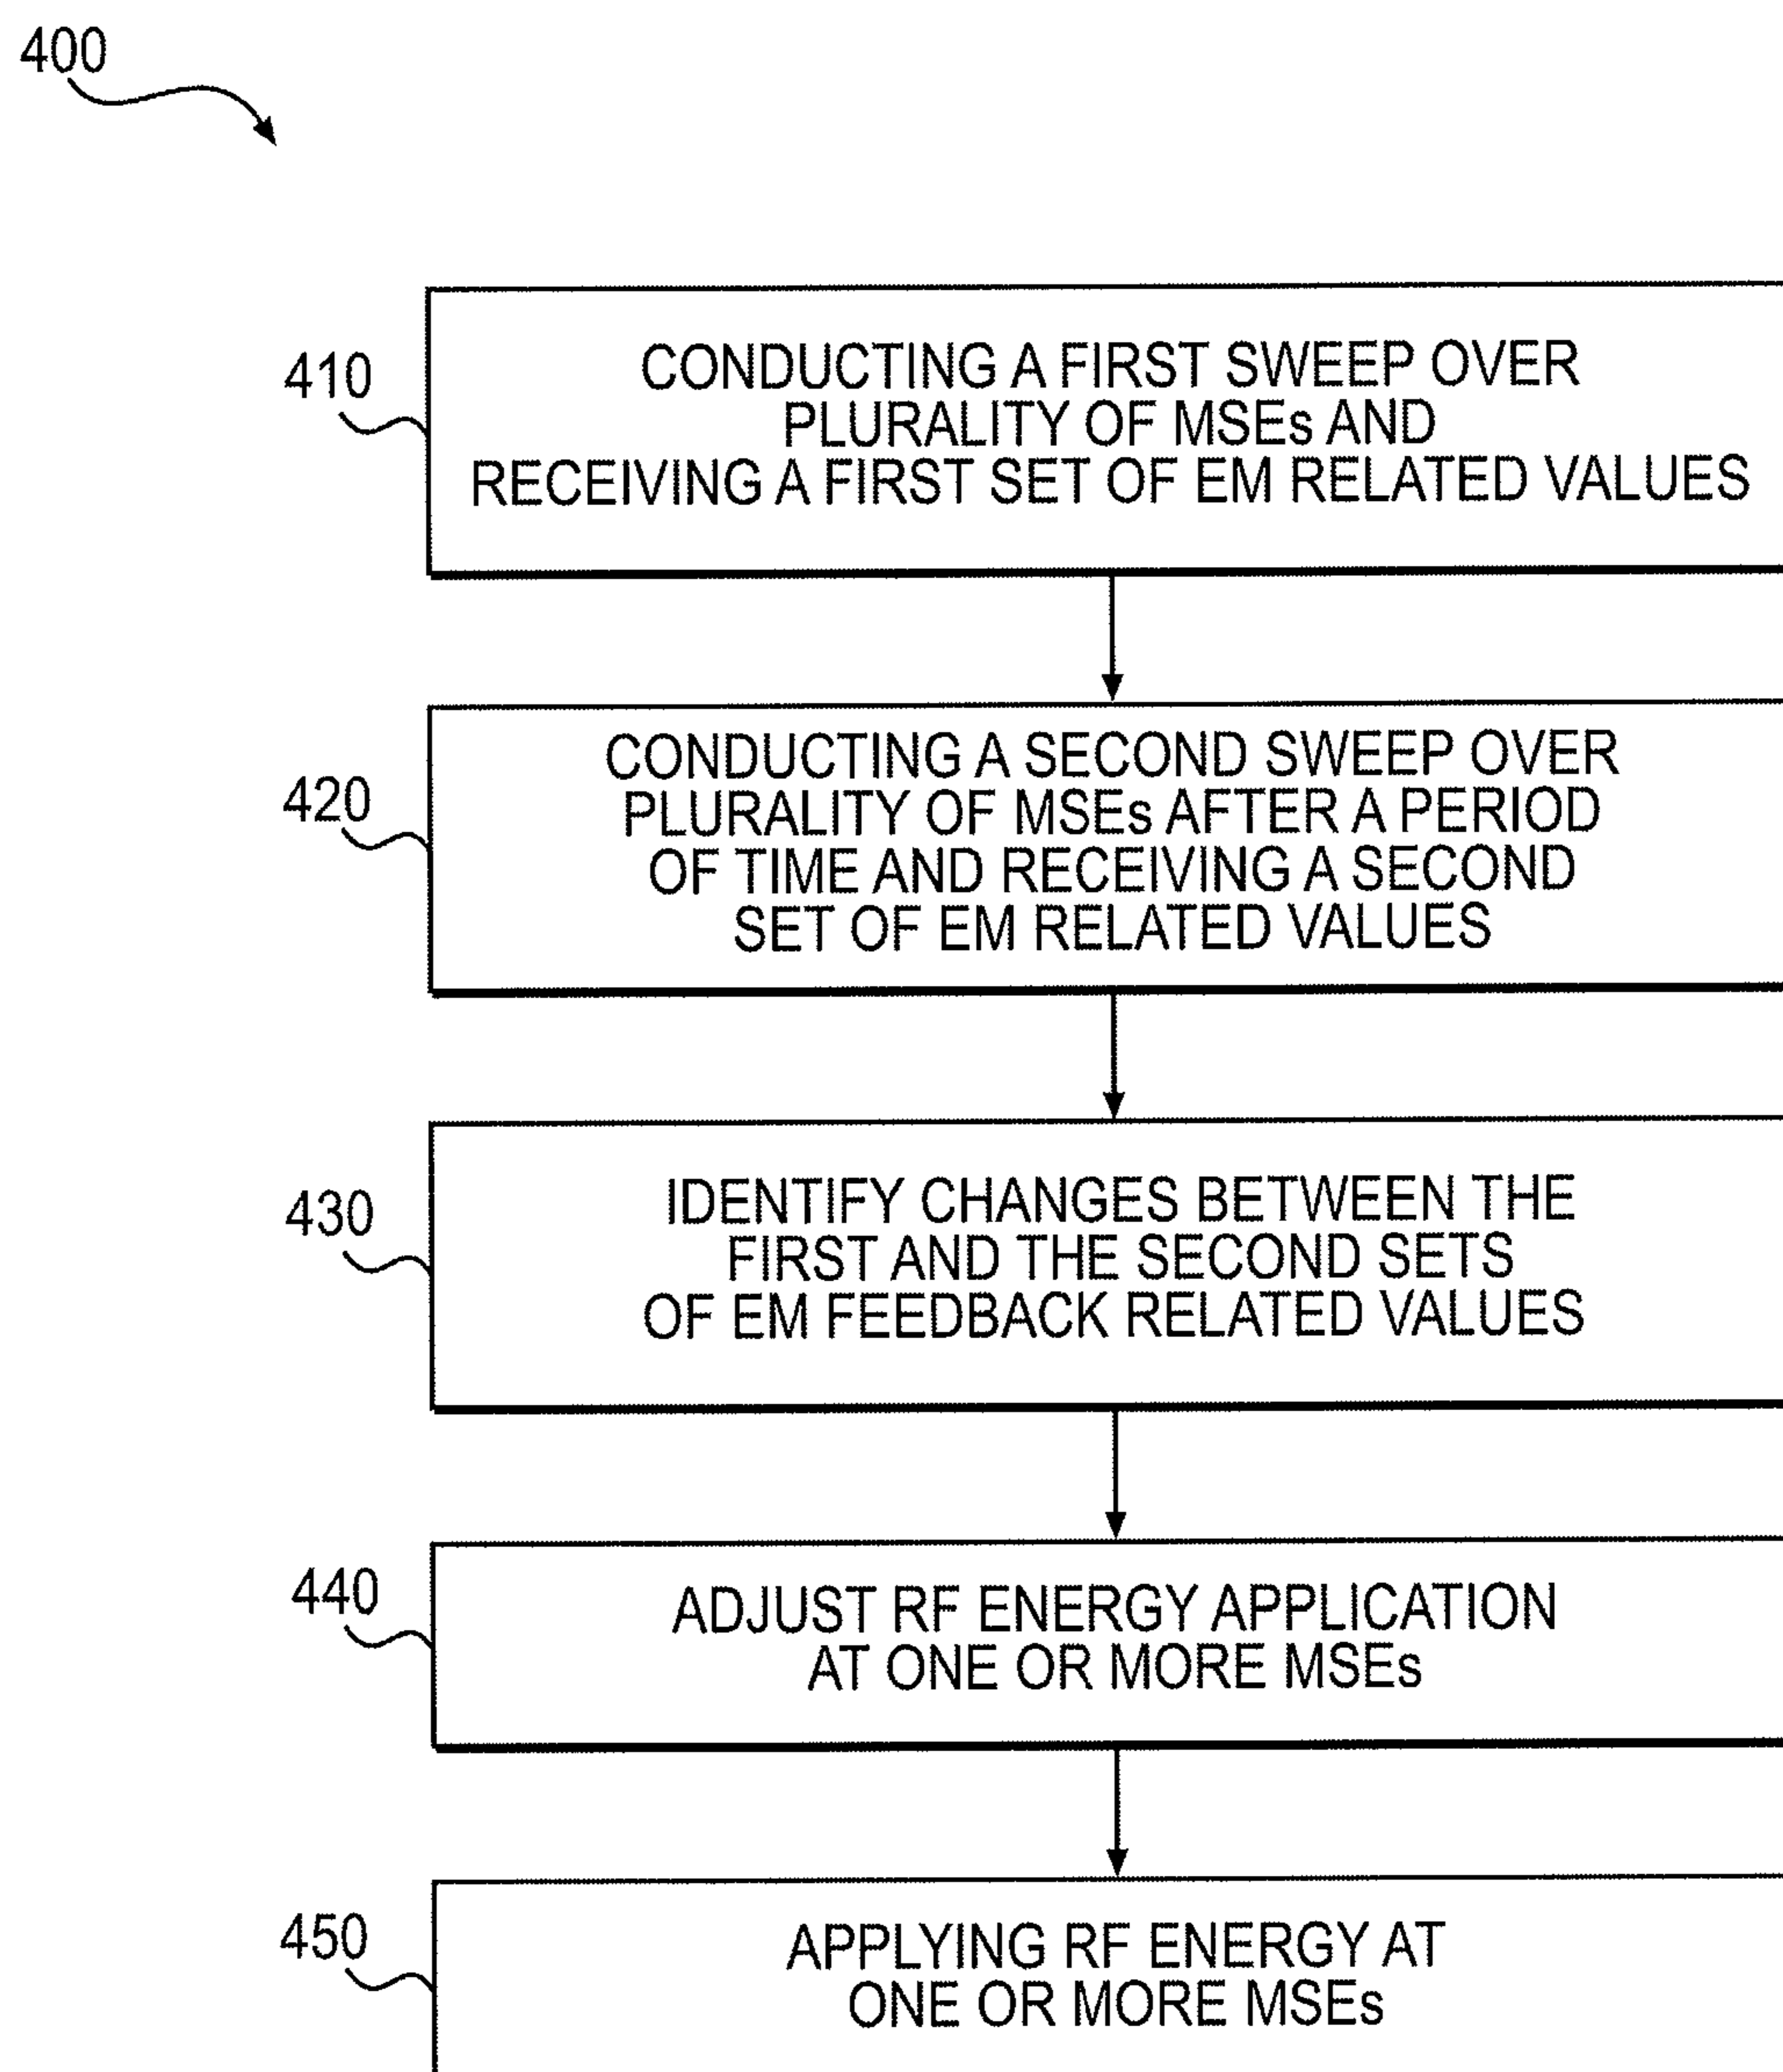 400
410
CONDUCTING A FIRST SWEEP OVER
PLURALITY OF MSEs AND
RECEIVING A FIRST SET OF EM RELATED VALUES
420
CONDUCTING A SECOND SWEEP OVER
PLURALITY OF MSEs AFTER A PERIOD
OF TIME AND RECEIVING A SECOND
SET OF EM RELATED VALUES
430
IDENTIFY CHANGES BETWEEN THE
FIRST AND THE SECOND SETS
OF EM FEEDBACK RELATED VALUES
440
ADJUST RF ENERGY APPLICATION
AT ONE OR MORE MSEs
450
APPLYING RF ENERGY AT
ONE OR MORE MSEs